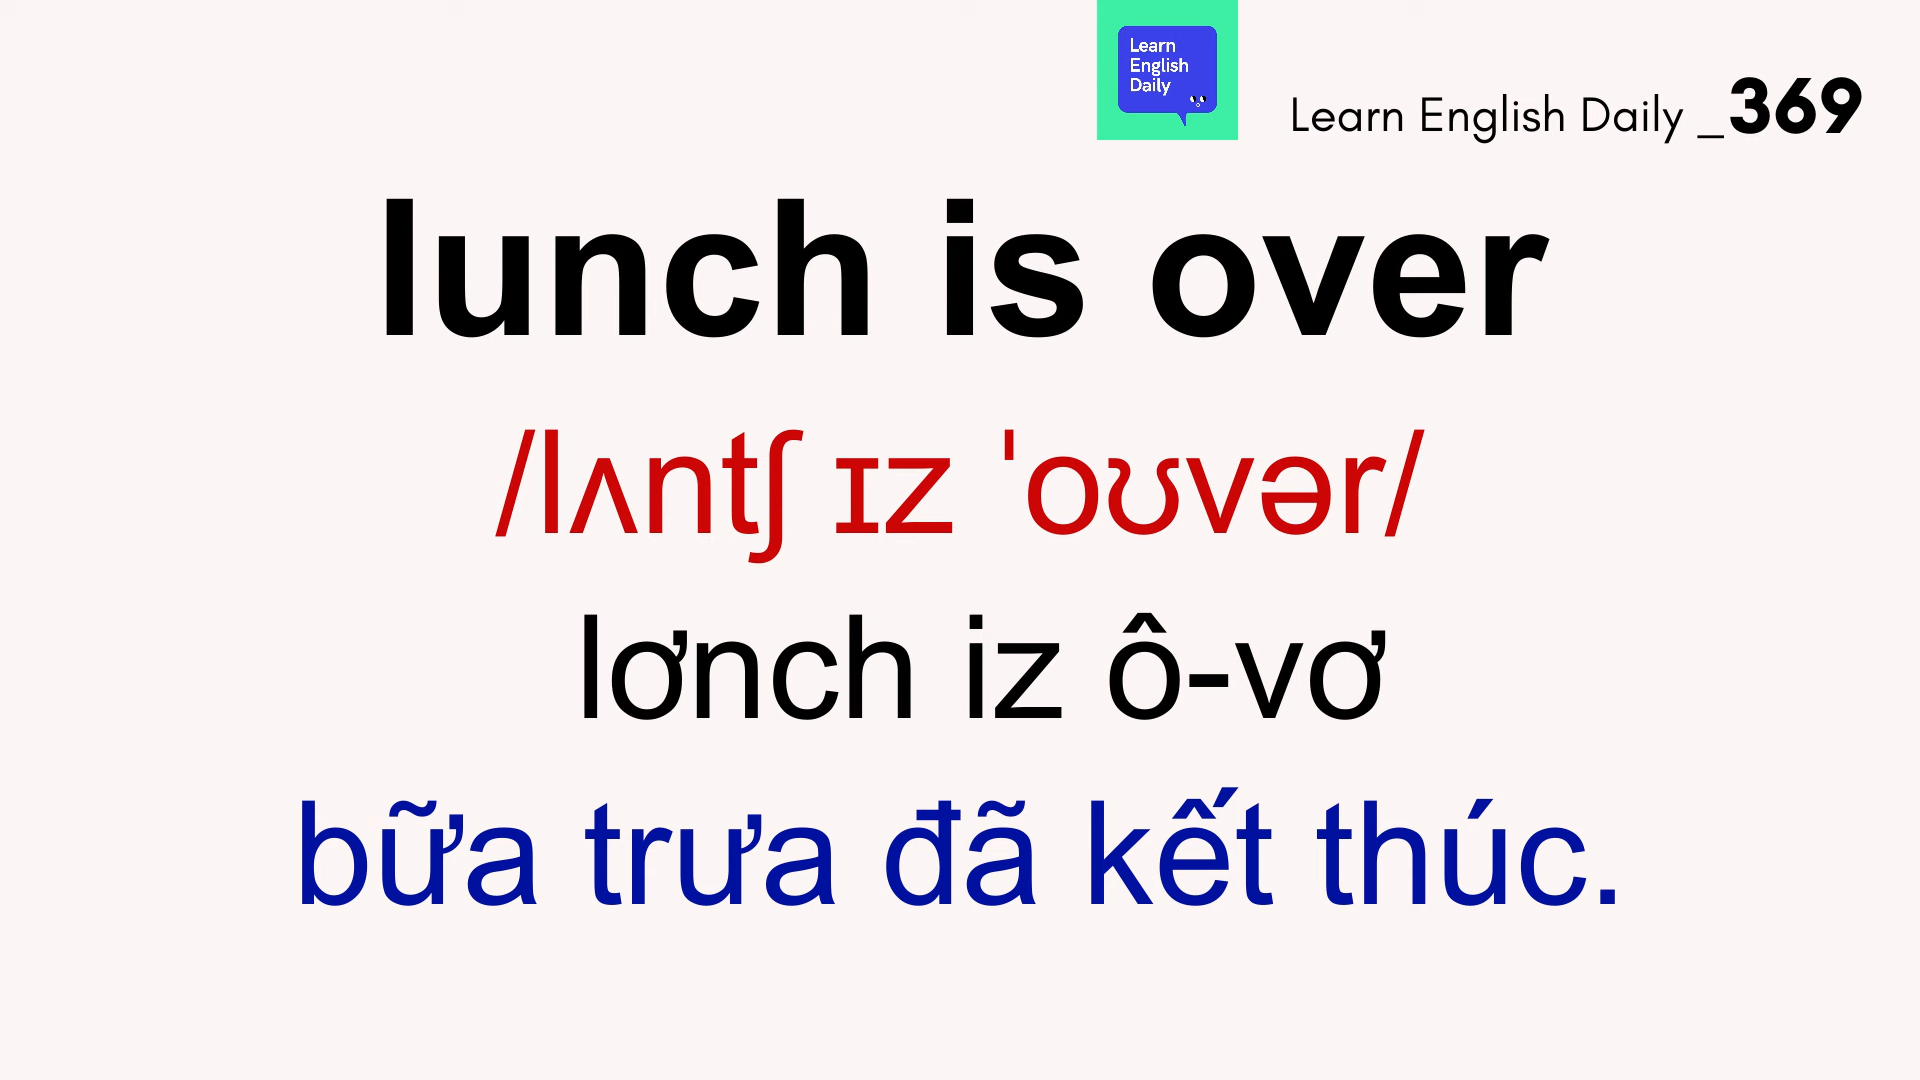 Learn
English
Daily
Learn English Daily _369
lunch is over
/lʌntʃ ɪz ˈoʊvər/
lơnch iz ô-vơ
bữa trưa đã kết thúc.